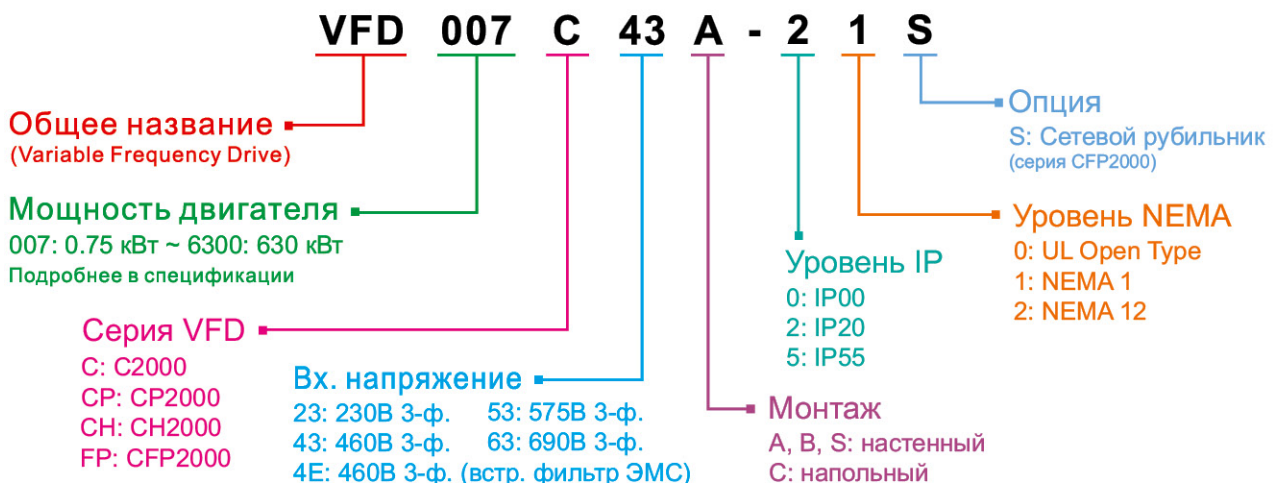 VFD 007 C 43 A - 2 1 S
Общее название
(Variable Frequency Drive)
Мощность двигателя
007: 0.75 кВт ~ 6300: 630 кВт
Подробнее в спецификации
Серия VFD
C: C2000
CP: CP2000
CH: CH2000
FP: CFP2000
Вх. напряжение
23: 230В 3-ф. 53: 575В 3-ф.
43: 460В 3-ф. 63: 690В 3-ф.
4E: 460В 3-ф. (встр. фильтр ЭМС)
Монтаж
A, B, S: настенный
C: напольный
Уровень IP
0: IP00
2: IP20
5: IP55
Уровень NEMA
0: UL Open Type
1: NEMA 1
2: NEMA 12
Опция
S: Сетевой рубильник
(серия CFP2000)